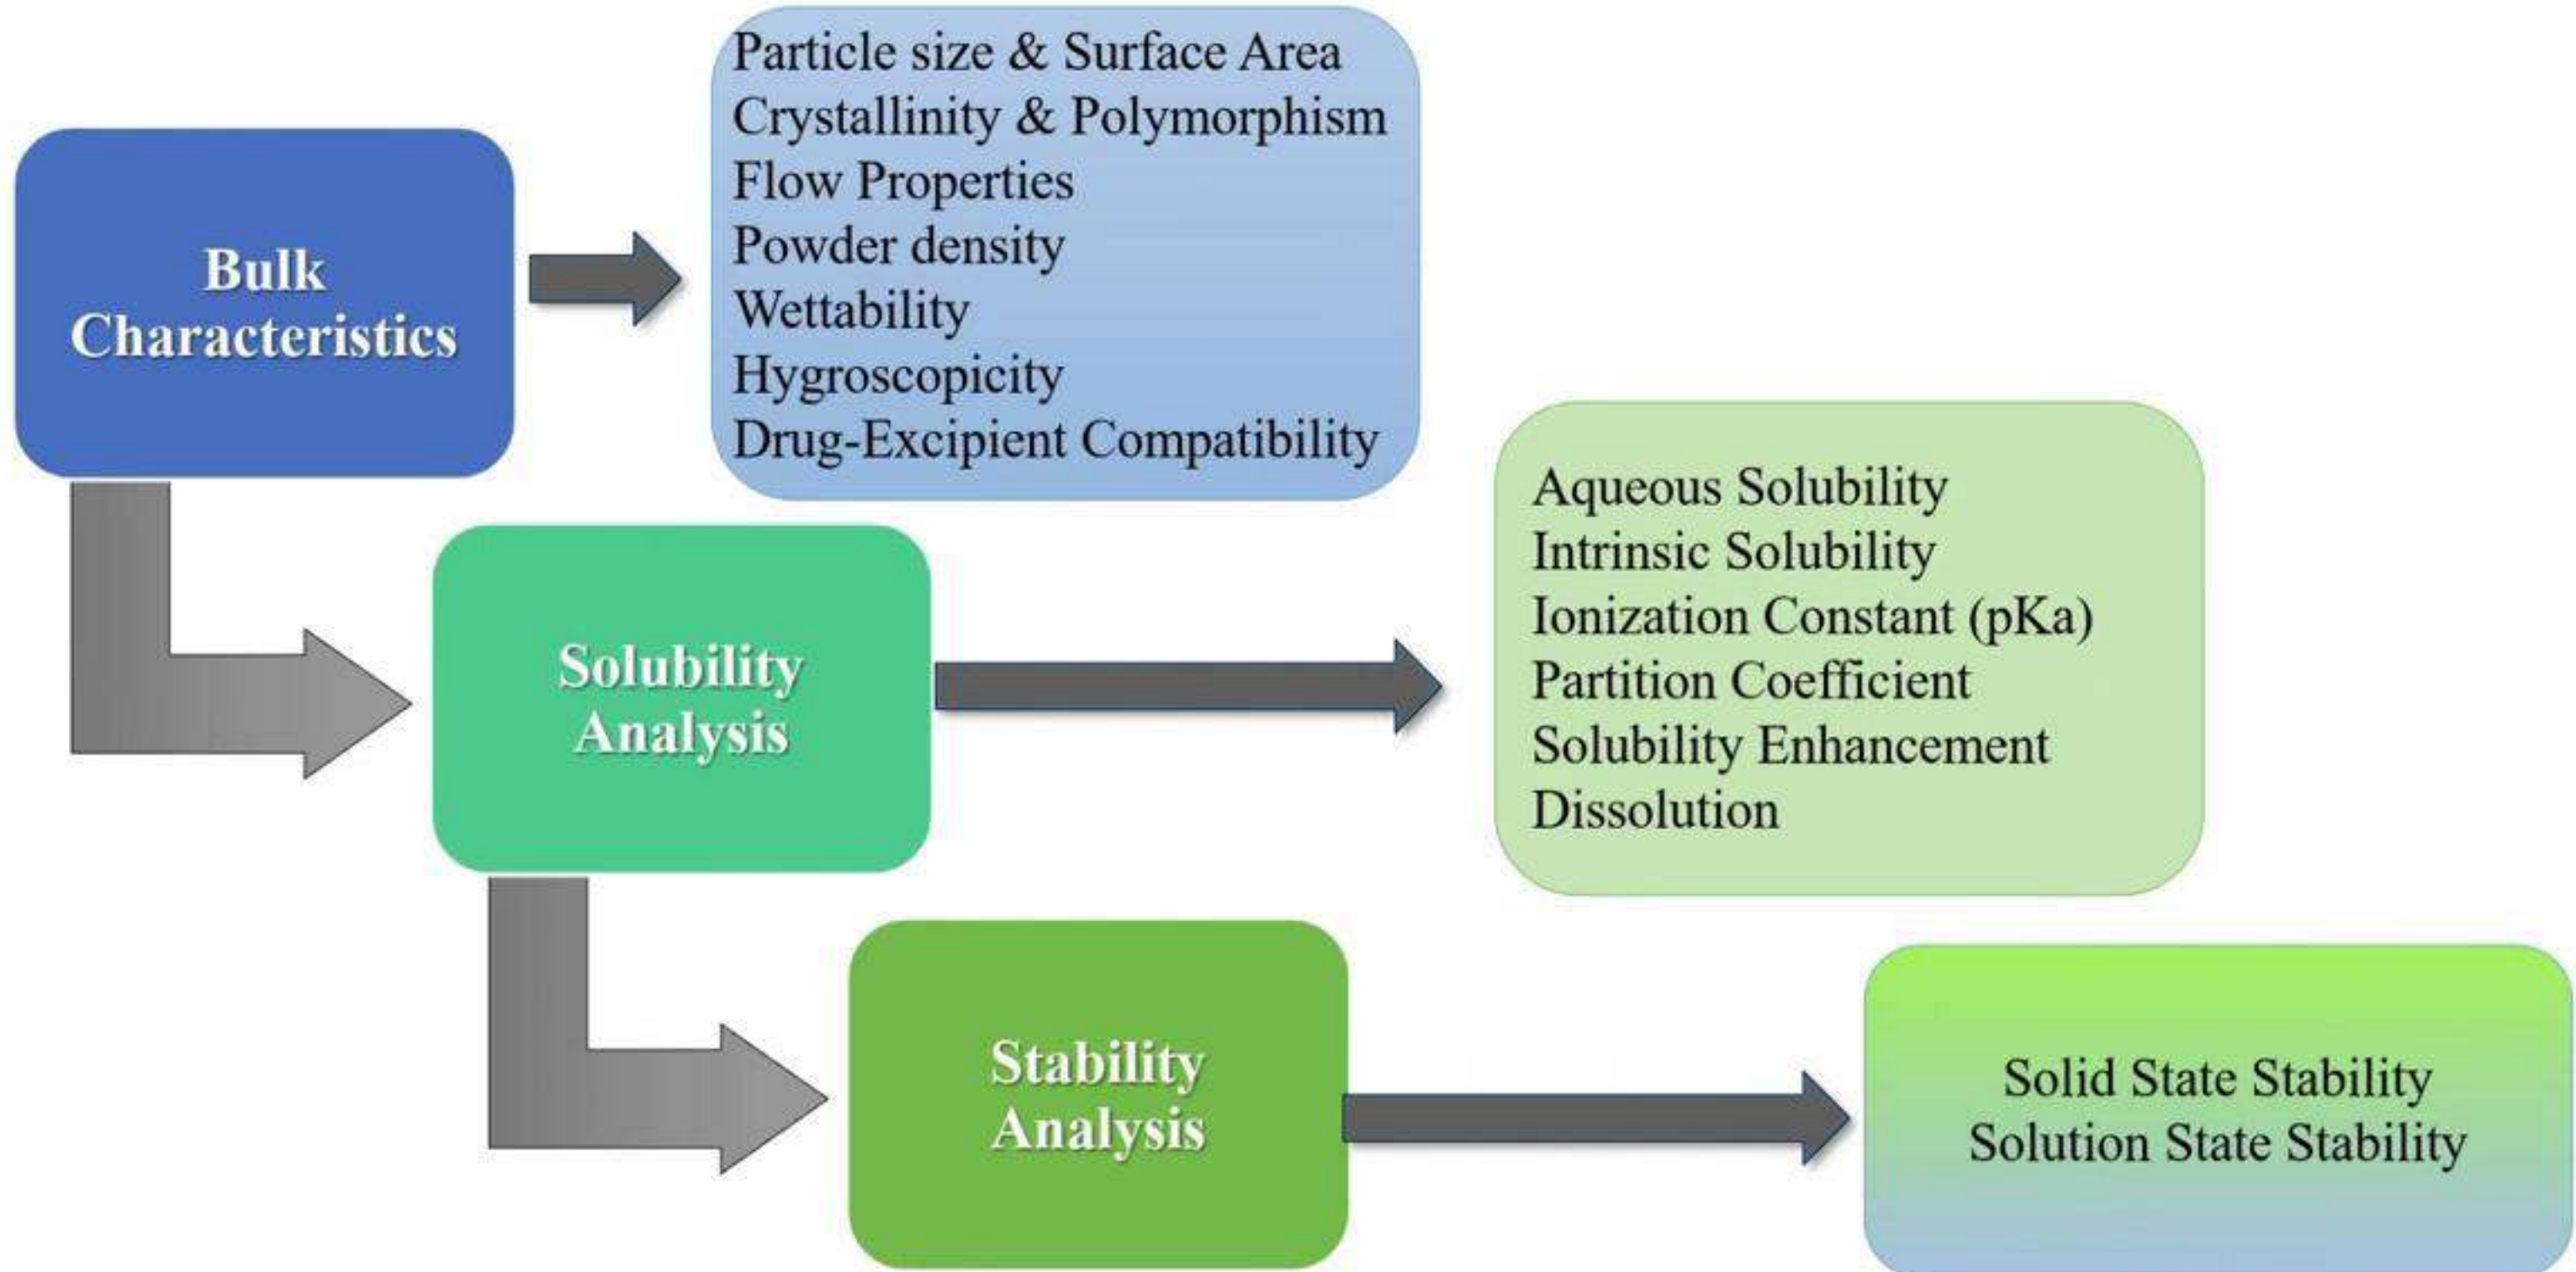 Bulk
Characteristics
Particle size & Surface Area
Crystallinity & Polymorphism
Flow Properties
Powder density
Wettability
Hygroscopicity
Drug-Excipient Compatibility
Solubility
Analysis
Aqueous Solubility
Intrinsic Solubility
Ionization Constant (pKa)
Partition Coefficient
Solubility Enhancement
Dissolution
Stability
Analysis
Solid State Stability
Solution State Stability